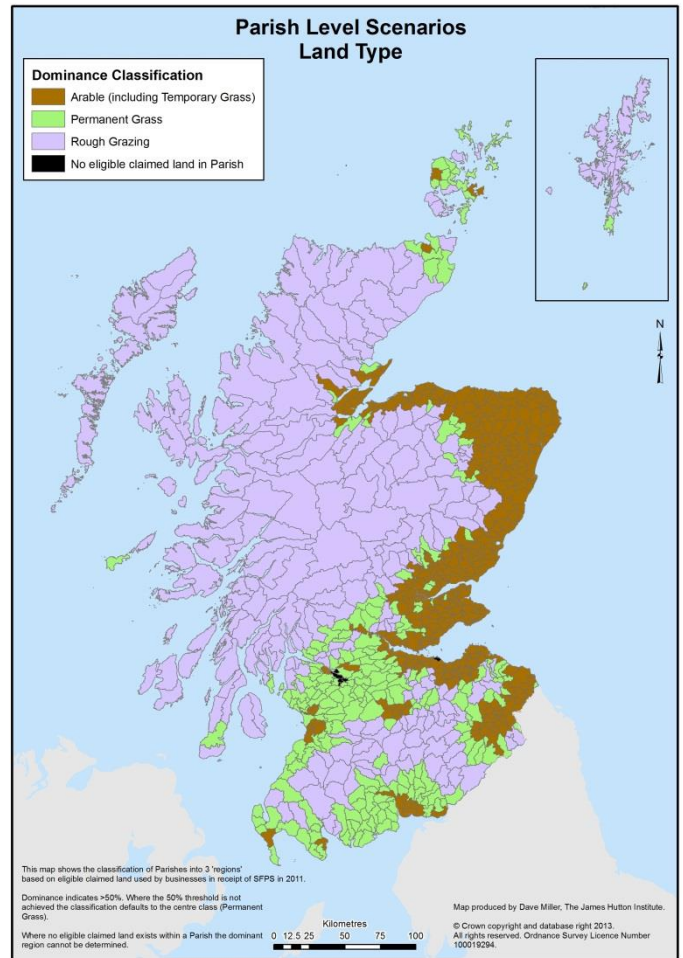 Parish Level Scenarios
Land Type
Dominance Classification
Arable (including Temporary Grass)
Permanent Grass
Rough Grazing
No eligible claimed land in Parish
N
This map shows the classification of Parishes into 3 'regions'
based on eligible claimed land used by businesses in receipt of SFPS in 2011.
Dominance indicates >50%. Where the 50% threshold is not
achieved the classification defaults to the centre class (Permanent
Grass).
Where no eligible claimed land exists within a Parish the dominant
region cannot be determined.
Kilometres
0 12.5 25 50 75 100
Map produced by Dave Miller, The James Hutton Institute.
© Crown copyright and database right 2013.
All rights reserved. Ordnance Survey Licence Number
100019294.